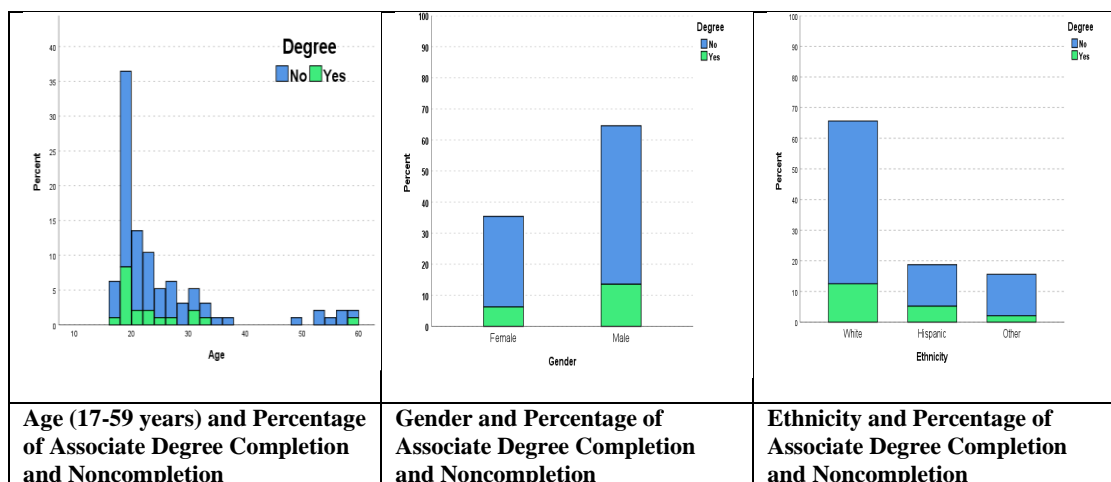 Degree
No Yes
40
35
30
25
20
15
10
5
0
Percent
10 20 30 40 50 60
Age
Degree
No
Yes
100
90
80
70
60
50
40
30
20
10
0
Percent
Female Male
Gender
Degree
No
Yes
100
90
80
70
60
50
40
30
20
10
0
Percent
White Hispanic Other
Ethnicity
Age (17-59 years) and Percentage
of Associate Degree Completion
and Noncompletion
Gender and Percentage of
Associate Degree Completion
and Noncompletion
Ethnicity and Percentage of
Associate Degree Completion
and Noncompletion